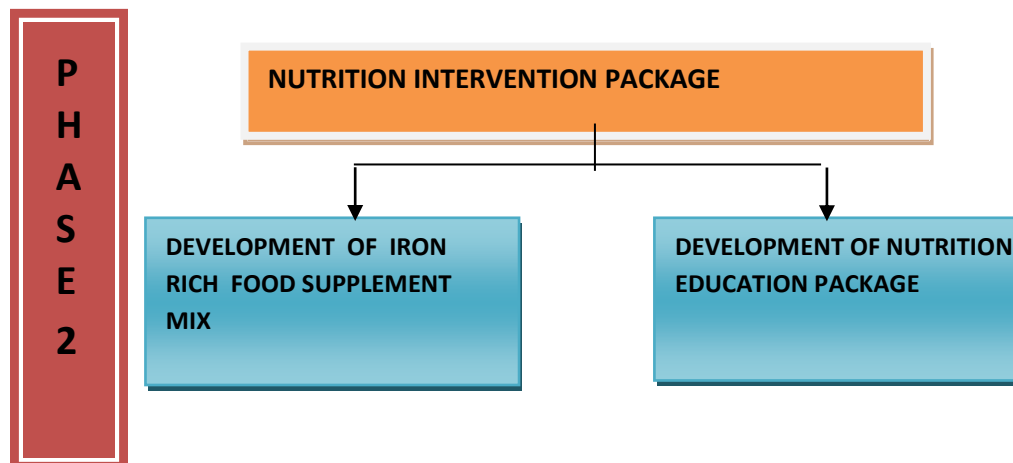 P
H
A
S
E
2
NUTRITION INTERVENTION PACKAGE
DEVELOPMENT OF IRON
RICH FOOD SUPPLEMENT
MIX
DEVELOPMENT OF NUTRITION
EDUCATION PACKAGE